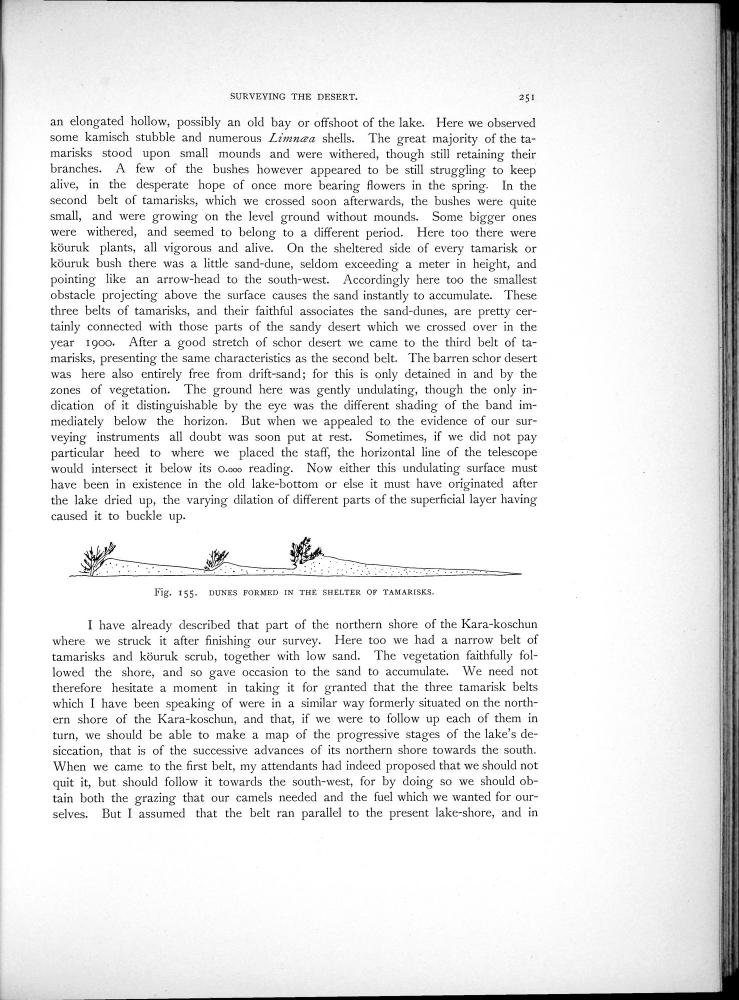 SURVEYING THE DESERT. 251
an elongated hollow, possibly an old bay or offshoot of the lake. Here we observed
some kamisch stubble and numerous Limnæa shells. The great majority of the ta-
marisks stood upon small mounds and were withered, though still retaining their
branches. A few of the bushes however appeared to be still struggling to keep
alive, in the desperate hope of once more bearing flowers in the spring. In the
second belt of tamarisks, which we crossed soon afterwards, the bushes were quite
small, and were growing on the level ground without mounds. Some bigger ones
were withered, and seemed to belong to a different period. Here too there were
köuruk plants, all vigorous and alive. On the sheltered side of every tamarisk or
köuruk bush there was a little sand-dune, seldom exceeding a meter in height, and
pointing like an arrow-head to the south-west. Accordingly here too the smallest
obstacle projecting above the surface causes the sand instantly to accumulate. These
three belts of tamarisks, and their faithful associates the sand-dunes, are pretty cer-
tainly connected with those parts of the sandy desert which we crossed over in the
year 1900. After a good stretch of schor desert we came to the third belt of ta-
marisks, presenting the same characteristics as the second belt. The barren schor desert
was here also entirely free from drift-sand; for this is only detained in and by the
zones of vegetation. The ground here was gently undulating, though the only in-
dication of it distinguishable by the eye was the different shading of the band im-
mediately below the horizon. But when we appealed to the evidence of our sur-
veying instruments all doubt was soon put at rest. Sometimes, if we did not pay
particular heed to where we placed the staff, the horizontal line of the telescope
would intersect it below its 0.000 reading. Now either this undulating surface must
have been in existence in the old lake-bottom or else it must have originated after
the lake dried up, the varying dilation of different parts of the superficial layer having
caused it to buckle up.
Fig. 155. DUNES FORMED IN THE SHELTER OF TAMARISKS.
I have already described that part of the northern shore of the Kara-koschun
where we struck it after finishing our survey. Here too we had a narrow belt of
tamarisks and köuruk scrub, together with low sand. The vegetation faithfully fol-
lowed the shore, and so gave occasion to the sand to accumulate. We need not
therefore hesitate a moment in taking it for granted that the three tamarisk belts
which I have been speaking of were in a similar way formerly situated on the north-
ern shore of the Kara-koschun, and that, if we were to follow up each of them in
turn, we should be able to make a map of the progressive stages of the lake's de-
siccation, that is of the successive advances of its northern shore towards the south.
When we came to the first belt, my attendants had indeed proposed that we should not
quit it, but should follow it towards the south-west, for by doing so we should ob-
tain both the grazing that our camels needed and the fuel which we wanted for our-
selves. But I assumed that the belt ran parallel to the present lake-shore, and in